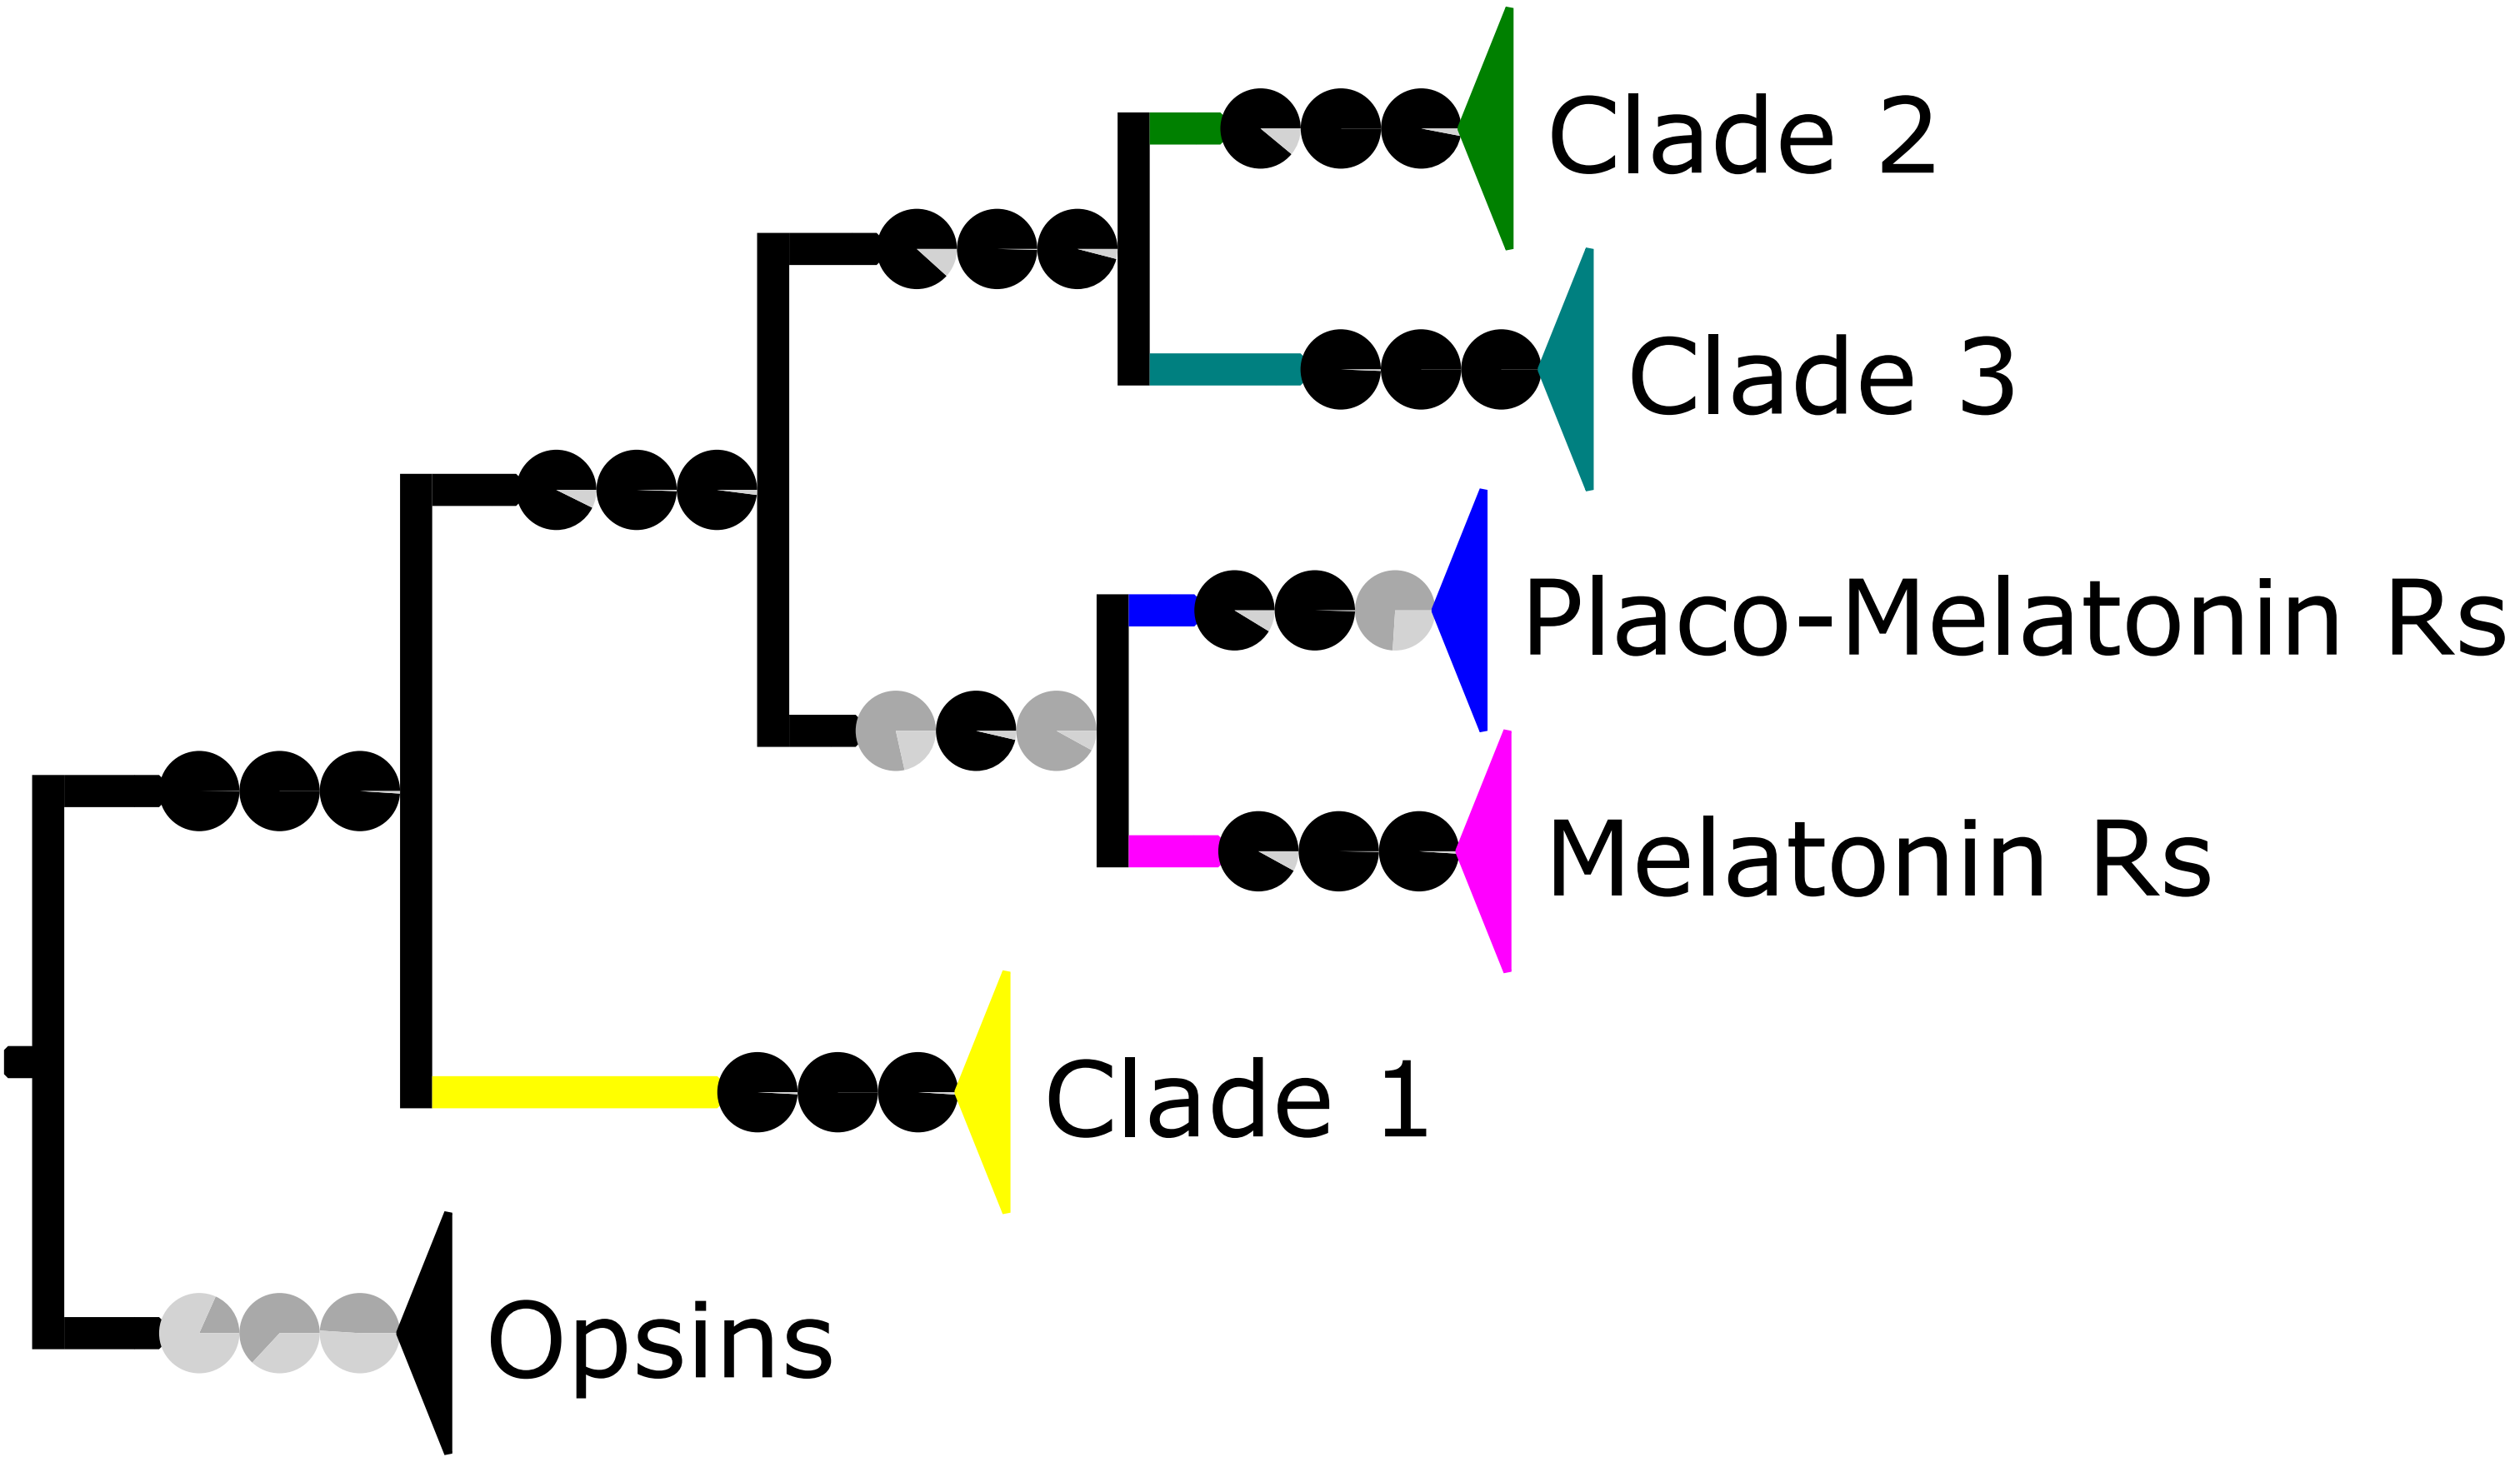 Clade 2
Clade 3
Placo-Melatonin Rs
Melatonin Rs
Clade 1
Opsins